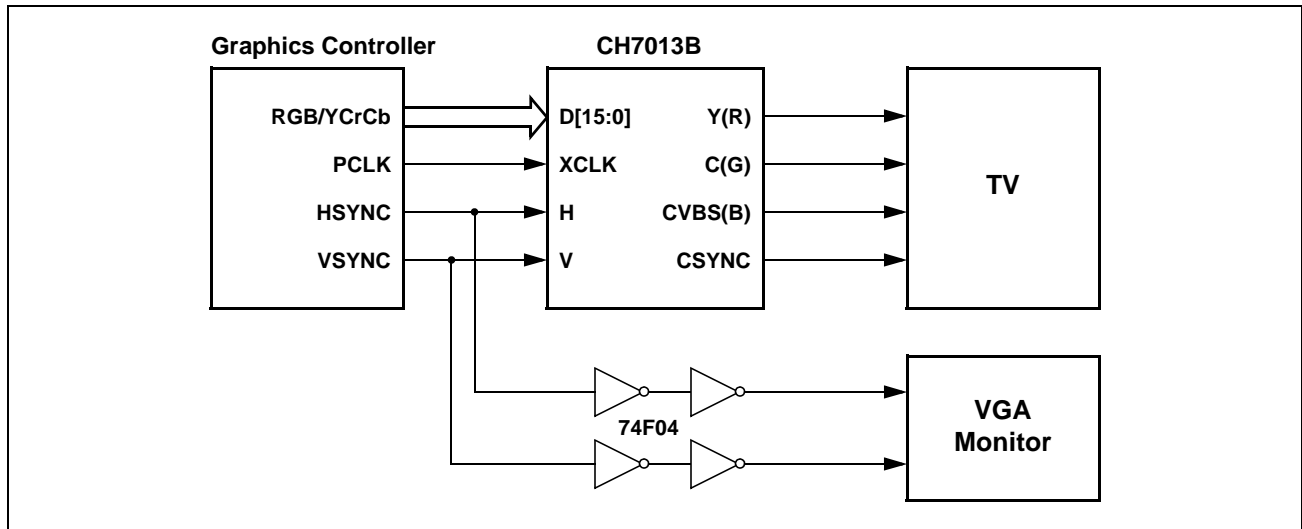 Graphics Controller
CH7013B
RGB/YCrCb
D[15:0]
Y(R)
PCLK
XCLK
C(G)
TV
HSYNC
H
CVBS(B)
VSYNC
V
CSYNC
74F04
VGA
Monitor